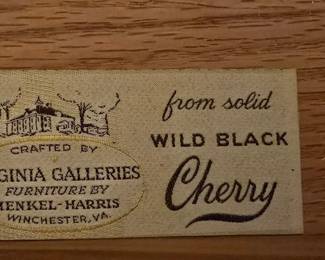 CRAFTED BY
GINIA GALLERIES
FURNITURE BY
HENKEL-HARRIS
WINCHESTER, VA.
from solid
WILD BLACK
Cherry